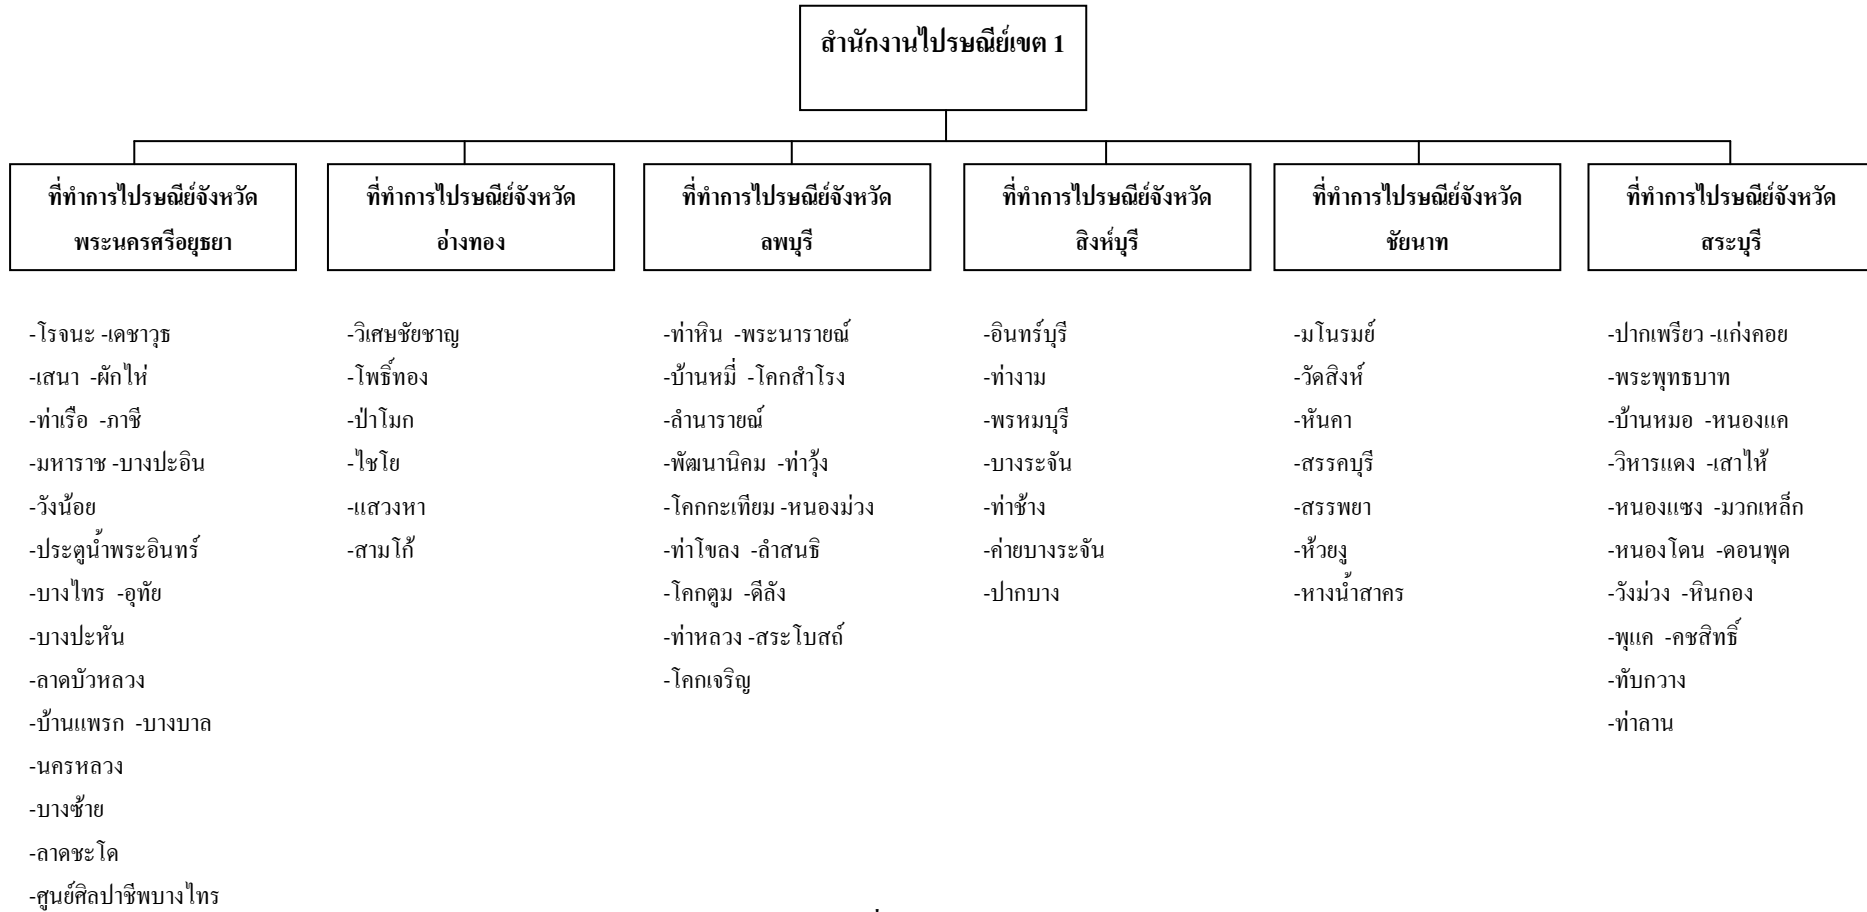 สำนักงานไปรษณีย์เขต 1
ที่ทำการไปรษณีย์จังหวัด
พระนครศรีอยุธยา
-โรจนะ -เดชาวุธ
-เสนา -ผักไห่
-ท่าเรือ -ภาชี
-มหาราช -บางปะอิน
-วังน้อย
-ประตูน้ำพระอินทร์
-บางไทร -อุทัย
-บางปะหัน
-ลาดบัวหลวง
-บ้านแพรก -บางบาล
-นครหลวง
-บางซ้าย
-ลาดชะโด
-ศูนย์ศิลปาชีพบางไทร
ที่ทำการไปรษณีย์จังหวัด
อ่างทอง
-วิเศษชัยชาญ
-โพธิ์ทอง
-ป่าโมก
-ไชโย
-แสวงหา
-สามโก้
ที่ทำการไปรษณีย์จังหวัด
ลพบุรี
-ท่าหิน -พระนารายณ์
-บ้านหมี่ -โคกสำโรง
-ลำนารายณ์
-พัฒนานิคม -ท่าวุ้ง
-โคกกะเทียม -หนองม่วง
-ท่าโขลง -ลำสนธิ
-โคกตูม -ดีลัง
-ท่าหลวง -สระโบสถ์
-โคกเจริญ
ที่ทำการไปรษณีย์จังหวัด
สิงห์บุรี
-อินทร์บุรี
-ท่างาม
-พรหมบุรี
-บางระจัน
-ท่าช้าง
-ค่ายบางระจัน
-ปากบาง
ที่ทำการไปรษณีย์จังหวัด
ชัยนาท
-มโนรมย์
-วัดสิงห์
-หันคา
-สรรคบุรี
-สรรพยา
-ห้วยงู
-หางน้ำสาคร
ที่ทำการไปรษณีย์จังหวัด
สระบุรี
-ปากเพรียว -แก่งคอย
-พระพุทธบาท
-บ้านหมอ -หนองแค
-วิหารแดง -เสาไห้
-หนองแซง -มวกเหล็ก
-หนองโดน -ดอนพุด
-วังม่วง -หินกอง
-พุแค -คชสิทธิ์
-ทับกวาง
-ท่าลาน